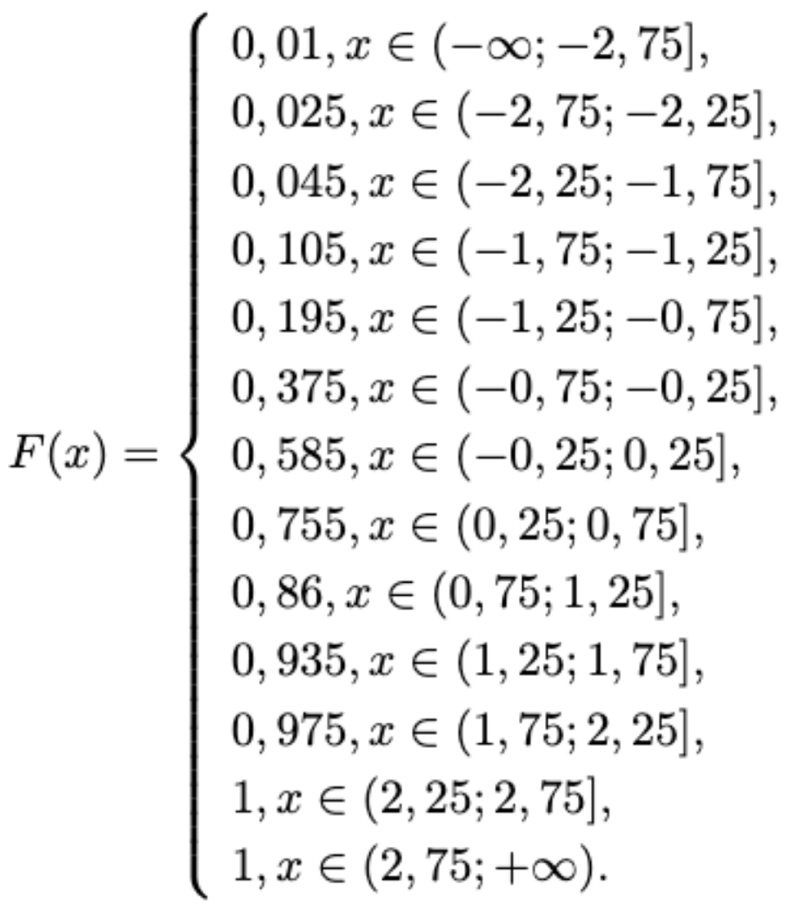 0, 01, x ∈ (−∞; −2, 75],
0, 025, x ∈ (−2, 75; −2, 25],
0, 045, x ∈ (−2, 25; −1, 75],
0, 105, x ∈ (−1, 75; −1, 25],
0, 195, x ∈ (−1, 25; −0, 75],
0, 375, x ∈ (−0, 75; −0, 25],
F(x) = { 0, 585, x ∈ (−0, 25; 0, 25],
0, 755, x ∈ (0, 25; 0, 75],
0, 86, x ∈ (0, 75; 1, 25],
0, 935, x ∈ (1, 25; 1, 75],
0, 975, x ∈ (1, 75; 2, 25],
1, x ∈ (2, 25; 2, 75],
1, x ∈ (2, 75; +∞).